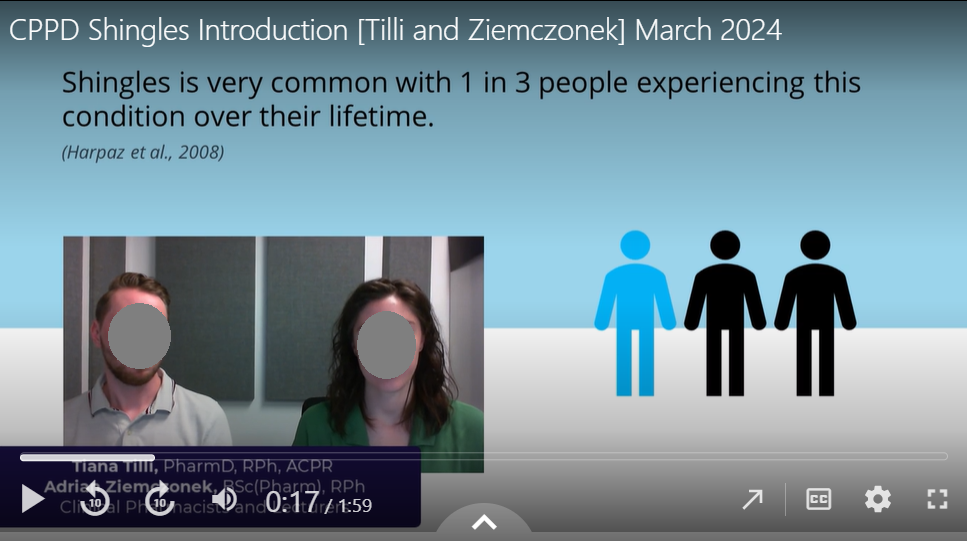 CPPD Shingles Introduction [Tilli and Ziemczonek] March 2024
Shingles is very common with 1 in 3 people experiencing this
condition over their lifetime.
(Harpaz et al., 2008)
Tiana Tilli, PharmD, RPh, ACPR
Adrian Ziemczonek, BSc(Pharm), RPh
Clinical Pharmacists and Lecturers
10
10
0:17 / 1:59
CC